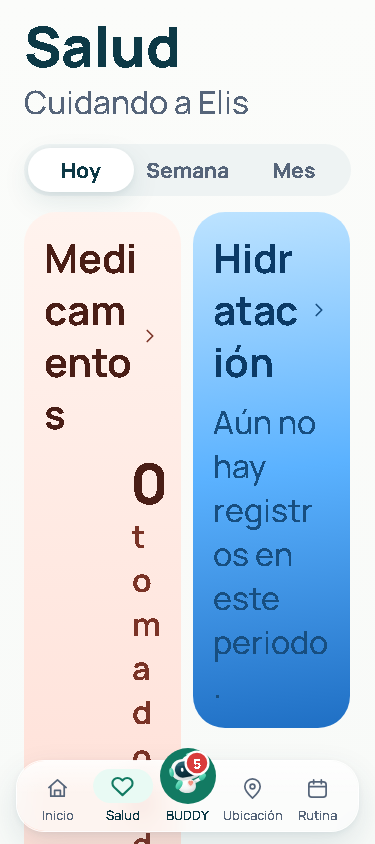 Salud
Cuidando a Elis
Hoy
Semana
Mes
Medi
cam
ento
s
0
t
o
m
a
d
o
d
Hidr
atac
ión
Aún no
hay
registr
os en
este
periodo
.
5
Inicio
Salud
BUDDY
Ubicación
Rutina